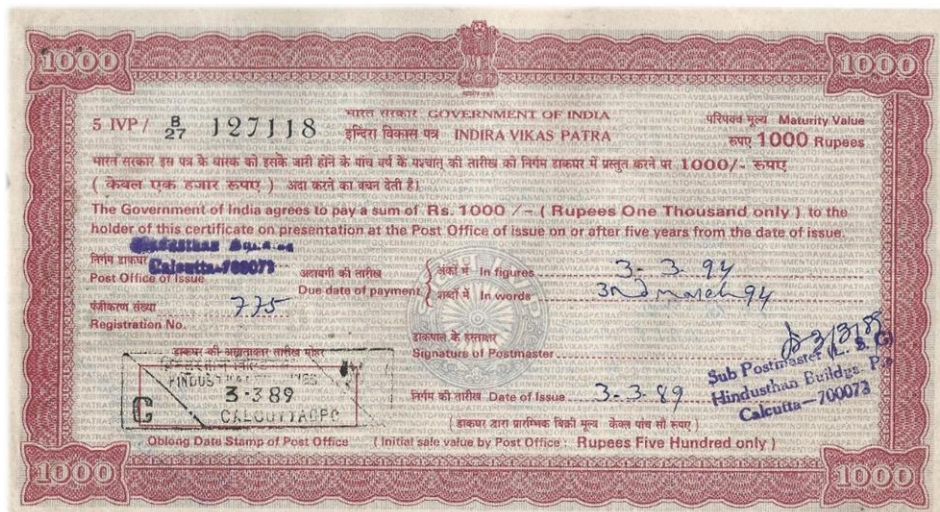 1000
1000
भारत सरकार GOVERNMENT OF INDIA
5 IVP / B/27 127118
इन्दिरा विकास पत्र INDIRA VIKAS PATRA
परिपक्व मूल्य Maturity Value
रूपए 1000 Rupees
भारत सरकार इस पत्र के धारक को इसके जारी होने के पांच वर्ष के पश्चात् की तारीख को निर्गम डाकघर में प्रस्तुत करने पर 1000/- रूपए
( केवल एक हजार रूपए ) अदा करने का वचन देती है।
The Government of India agrees to pay a sum of Rs. 1000 /– ( Rupees One Thousand only ) to the
holder of this certificate on presentation at the Post Office of issue on or after five years from the date of issue.
निर्गम डाकघर
Post Office of Issue
Calcutta-700073
अदायगी की तारीख
Due date of payment
अंकों में In figures 3-3-94
शब्दों में In words 3rd march 94
पंजीकरण संख्या
Registration No. 775
डाकपाल के हस्ताक्षर
Signature of Postmaster
Sub Postmaster (L. S. G)
Hindusthan Buildgs.
Calcutta—700073
डाकघर की आयताकार तारीख मोहर
3-3 89
CALCUTTA GPO
G
निर्गम की तारीख Date of Issue 3-3-89
( डाकघर द्वारा प्रारम्भिक बिक्री मूल्य केवल पांच सौ रूपए )
Oblong Date Stamp of Post Office ( Initial sale value by Post Office : Rupees Five Hundred only )
1000
1000